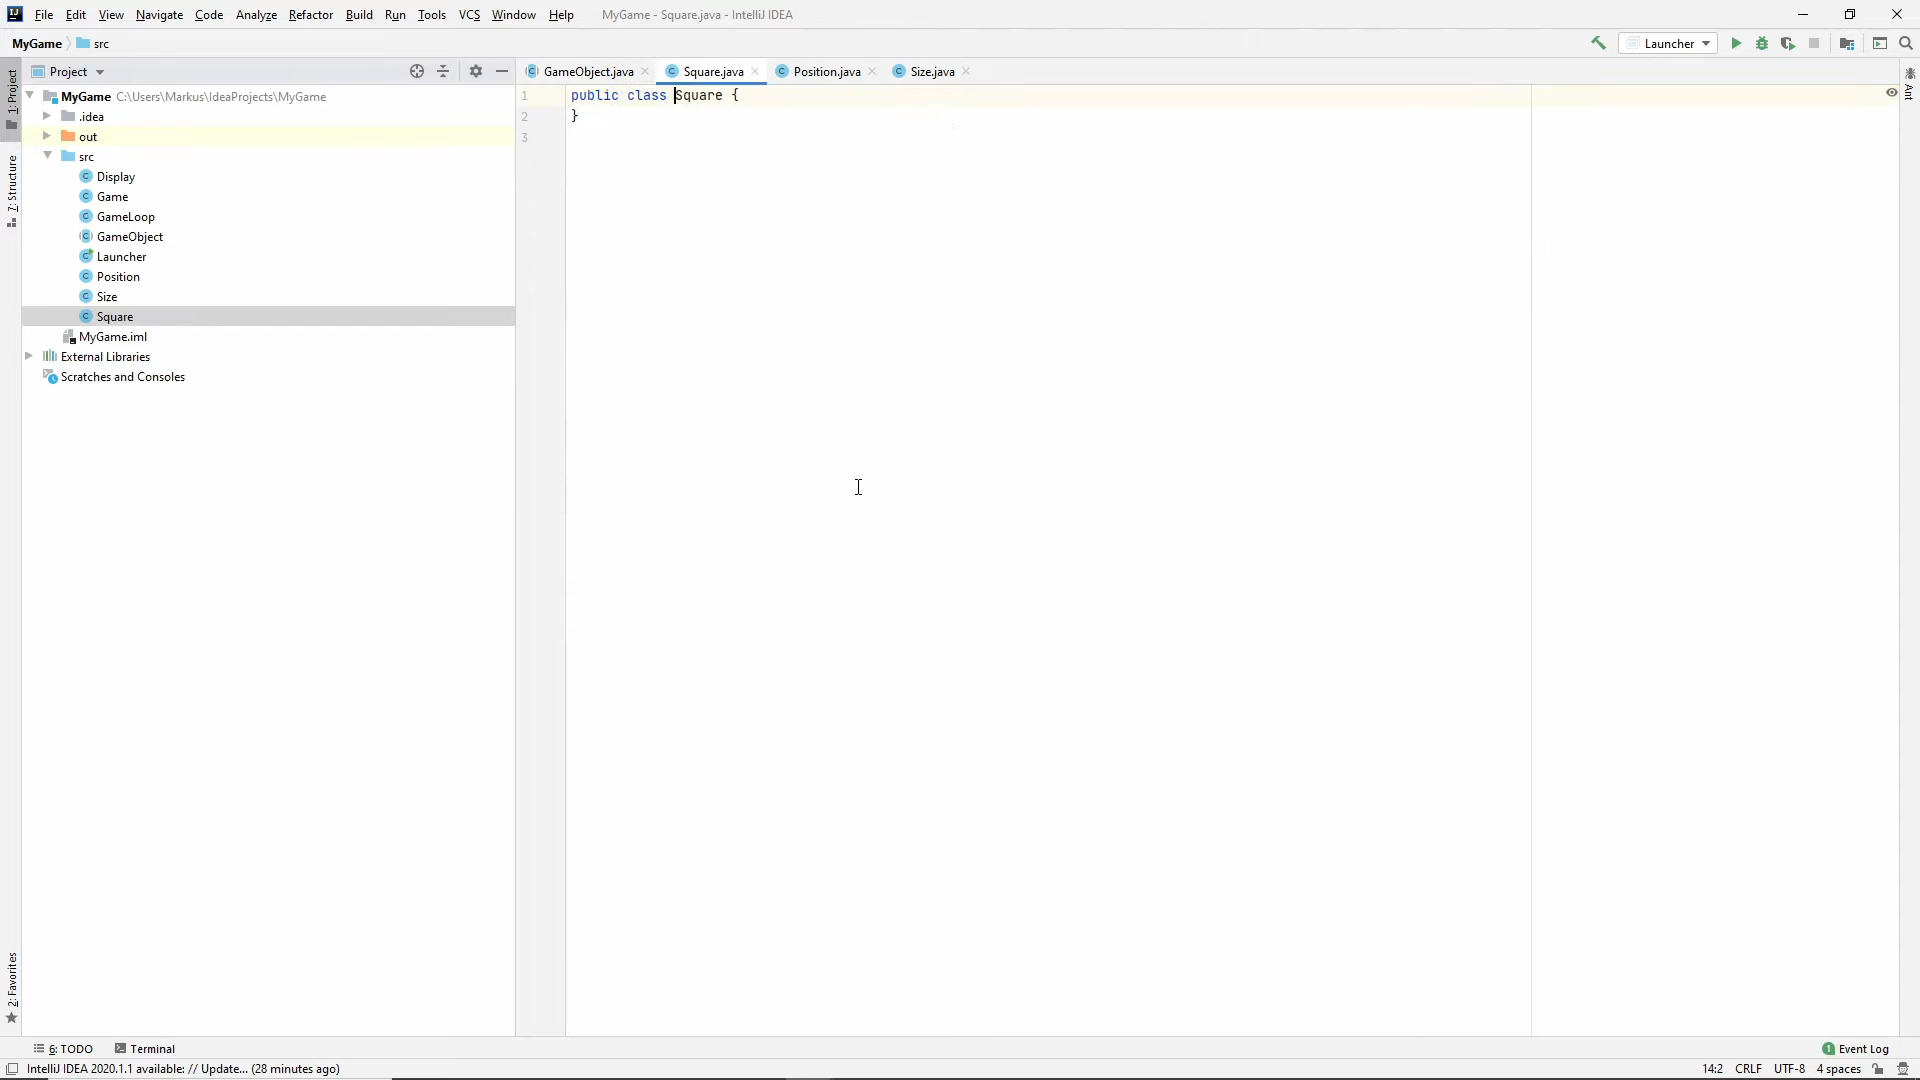 File Edit View Navigate Code Analyze Refactor Build Run Tools VCS Window Help MyGame - Square.java - IntelliJ IDEA
MyGame src Launcher
Project GameObject.java Square.java Position.java Size.java
MyGame C:\Users\Markus\IdeaProjects\MyGame
.idea
out
src
Display
Game
GameLoop
GameObject
Launcher
Position
Size
Square
MyGame.iml
External Libraries
Scratches and Consoles
1 public class Square {
2 }
3
1: Project
7: Structure
2: Favorites
Ant
6: TODO Terminal Event Log
IntelliJ IDEA 2020.1.1 available: // Update... (28 minutes ago) 14:2 CRLF UTF-8 4 spaces